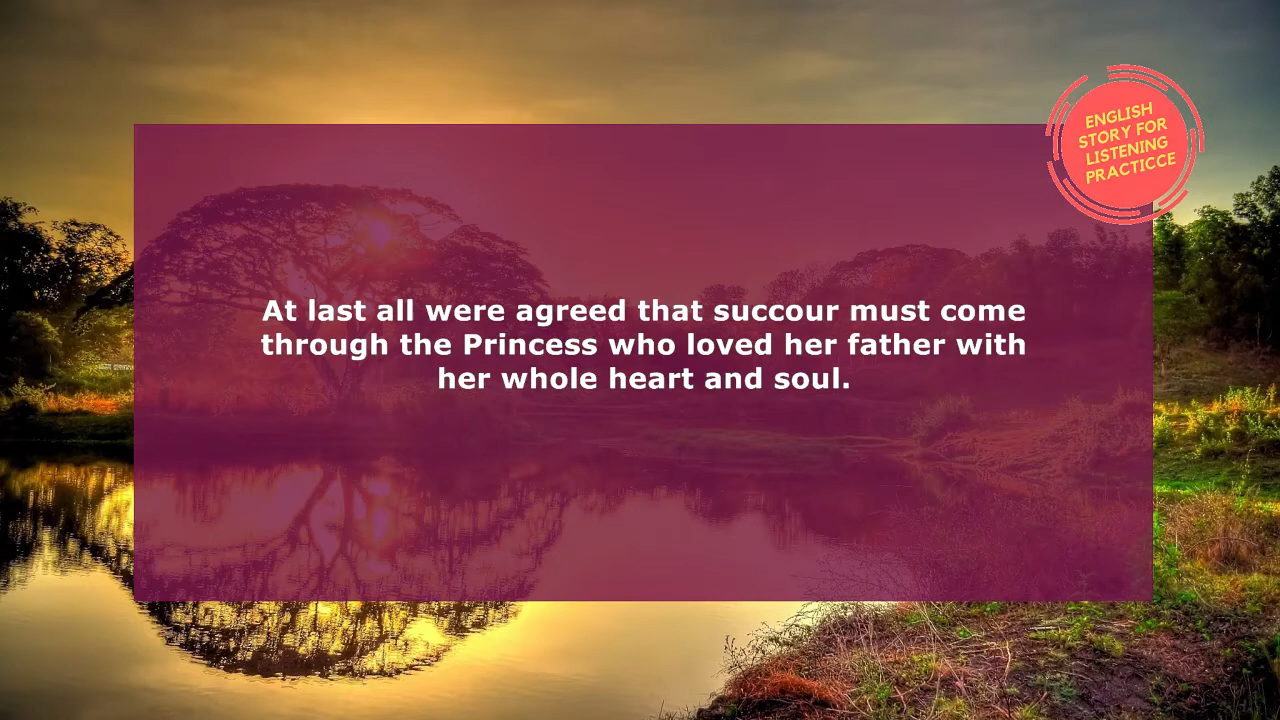 ENGLISH
STORY FOR
LISTENING
PRACTICCE
At last all were agreed that succour must come
through the Princess who loved her father with
her whole heart and soul.